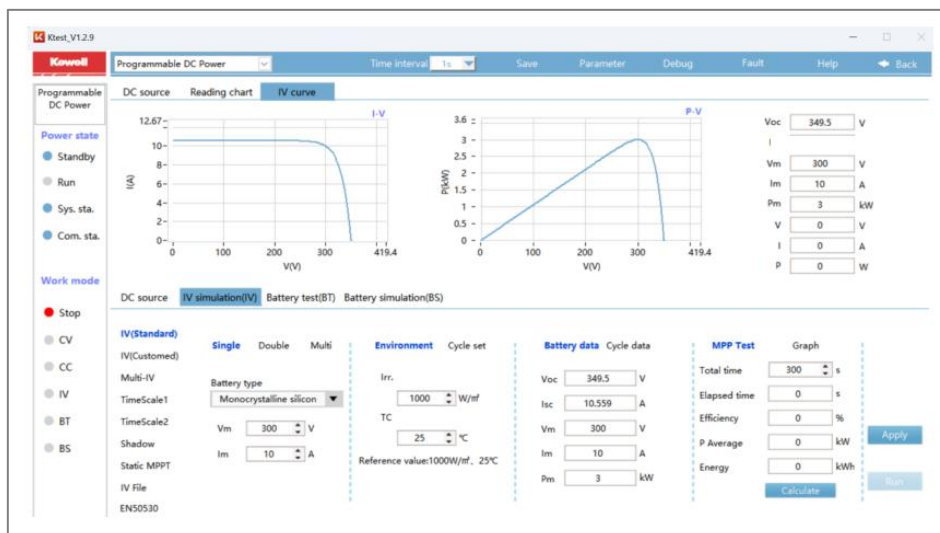 Ktest_V1.2.9
Kewell
Programmable DC Power
Time interval 1s Save Parameter Debug Fault Help Back
Programmable
DC Power
DC source Reading chart IV curve
Power state
Standby
Run
Sys. sta.
Com. sta.
I-V
12.67
10
8
6
4
2
0
I(A)
0 100 200 300 419.4
V(V)
P-V
3.6
3
2.5
2
1.5
1
0.5
0
P(kW)
0 100 200 300 419.4
V(V)
Voc 349.5 V
Vm 300 V
Im 10 A
Pm 3 kW
V 0 V
I 0 A
P 0 W
Work mode
Stop
CV
CC
IV
BT
BS
DC source IV simulation(IV) Battery test(BT) Battery simulation(BS)
IV(Standard)
IV(Customed)
Multi-IV
TimeScale1
TimeScale2
Shadow
Static MPPT
IV File
EN50530
Single Double Multi
Battery type
Monocrystalline silicon
Vm 300 V
Im 10 A
Environment Cycle set
Irr.
1000 W/㎡
TC
25 ℃
Reference value:1000W/㎡, 25℃
Battery data Cycle data
Voc 349.5 V
Isc 10.559 A
Vm 300 V
Im 10 A
Pm 3 kW
MPP Test Graph
Total time 300 s
Elapsed time 0 s
Efficiency 0 %
P Average 0 kW
Energy 0 kWh
Calculate
Apply
Run